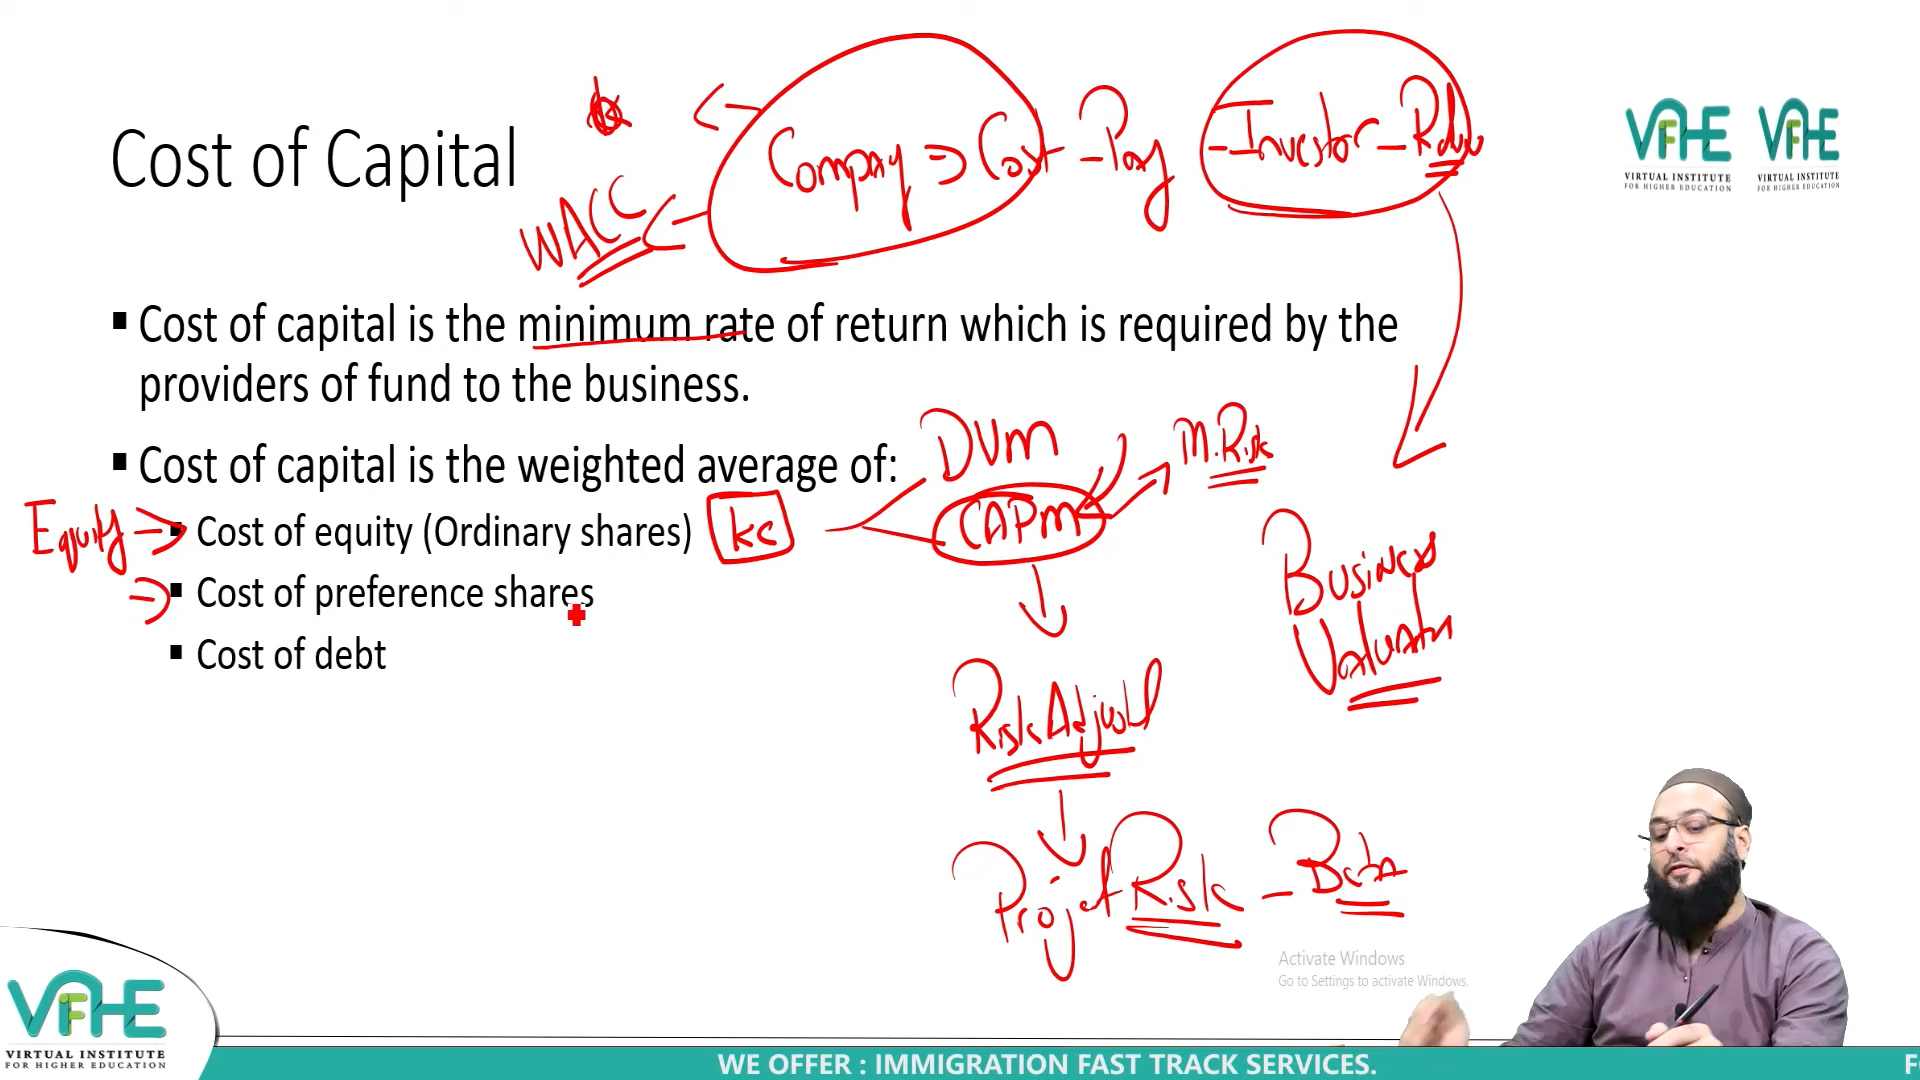 Company => Cost - Pay - Investor -
VFHE VFHE
VIRTUAL INSTITUTE VIRTUAL INSTITUTE
FOR HIGHER EDUCATION FOR HIGHER EDUCATION
Cost of Capital
WACC
▪ Cost of capital is the minimum rate of return which is required by the
providers of fund to the business.
▪ Cost of capital is the weighted average of:
DVM
M.Risk
CAPM
Equity
▪ Cost of equity (Ordinary shares)
ke
▪ Cost of preference shares
▪ Cost of debt
Business
Valuation
Risk Adjusted
Project Risk - Beta
Activate Windows
Go to Settings to activate Windows.
VFHE
VIRTUAL INSTITUTE
FOR HIGHER EDUCATION
WE OFFER : IMMIGRATION FAST TRACK SERVICES.